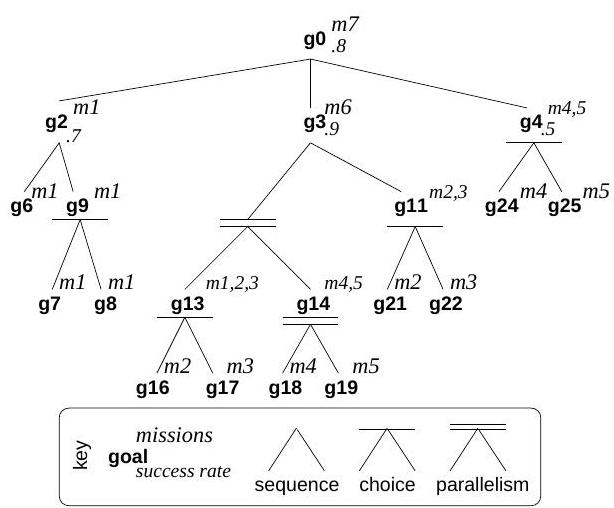 m7
g0
.8
m1 m6 m4,5
g2 g3 g4
.7 .9 .5
m1 m1 m2,3 m4 m5
g6 g9 g11 g24 g25
m1 m1 m1,2,3 m4,5 m2 m3
g7 g8 g13 g14 g21 g22
m2 m3 m4 m5
g16 g17 g18 g19
key
missions
goal
success rate
sequence choice parallelism